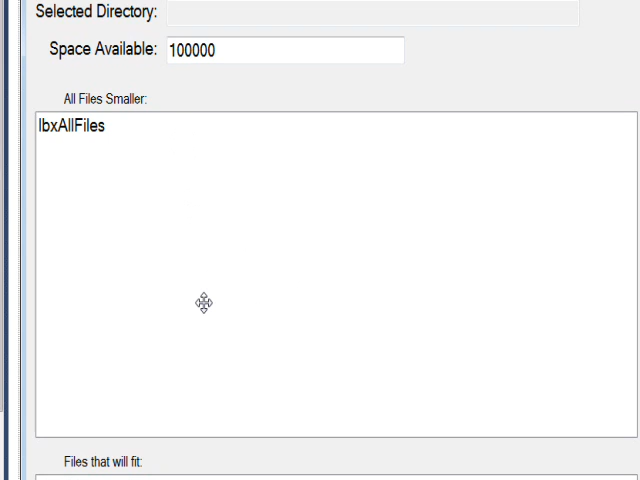 Selected Directory:
Space Available: 100000
All Files Smaller:
lbxAllFiles
Files that will fit: